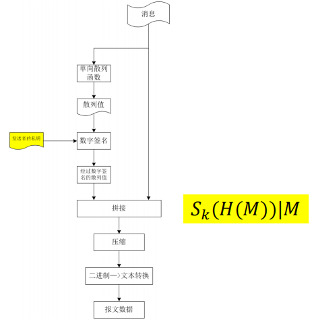 消息
单向散列
函数
散列值
发送者的私钥
数字签名
经过数字签
名的散列值
拼接
S_k(H(M))|M
压缩
二进制—>文本转换
报文数据